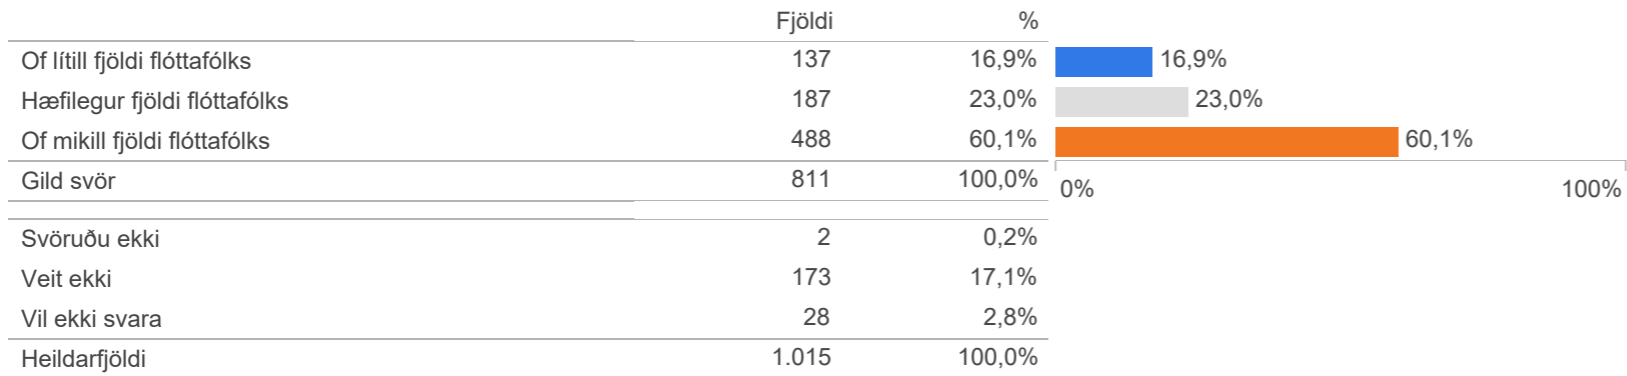 Fjöldi %
Of lítill fjöldi flóttafólks 137 16,9% 16,9%
Hæfilegur fjöldi flóttafólks 187 23,0% 23,0%
Of mikill fjöldi flóttafólks 488 60,1% 60,1%
Gild svör 811 100,0% 0% 100%
Svöruðu ekki 2 0,2%
Veit ekki 173 17,1%
Vil ekki svara 28 2,8%
Heildarfjöldi 1.015 100,0%